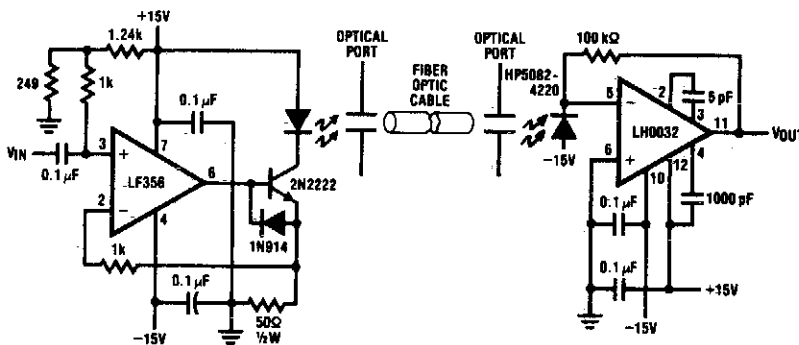 +15V
1.24k
249
1k
0.1 μF
VIN
0.1 μF
3
+
7
LF356
6
2
−
4
2N2222
1N914
1k
0.1 μF
−15V
50Ω
½W
OPTICAL
PORT
FIBER
OPTIC
CABLE
OPTICAL
PORT
HP5082-
4220
−15V
100 kΩ
5
−
2
5 pF
3
LH0032
11
VOUT
6
+
10
12
4
1000 pF
0.1 μF
0.1 μF
+15V
−15V